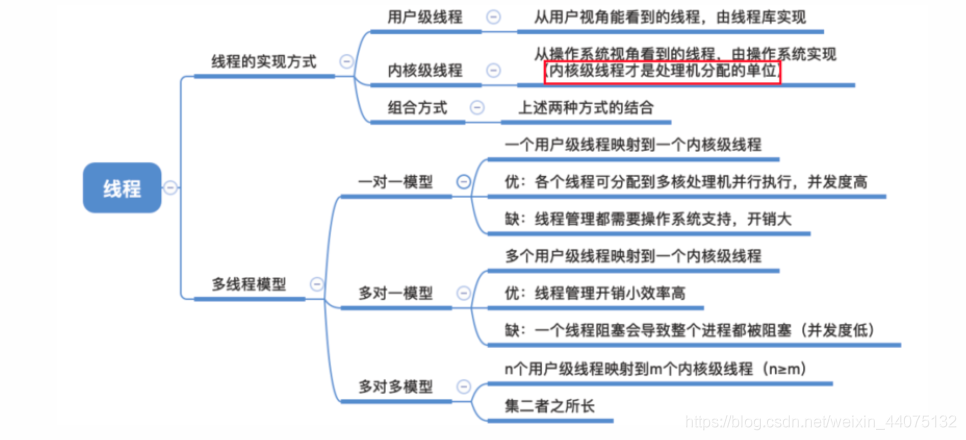 线程
线程的实现方式
用户级线程
从用户视角能看到的线程，由线程库实现
内核级线程
从操作系统视角看到的线程，由操作系统实现
（内核级线程才是处理机分配的单位）
组合方式
上述两种方式的结合
多线程模型
一对一模型
一个用户级线程映射到一个内核级线程
优：各个线程可分配到多核处理机并行执行，并发度高
缺：线程管理都需要操作系统支持，开销大
多对一模型
多个用户级线程映射到一个内核级线程
优：线程管理开销小效率高
缺：一个线程阻塞会导致整个进程都被阻塞（并发度低）
多对多模型
n个用户级线程映射到m个内核级线程（n≥m）
集二者之所长
https://blog.csdn.net/weixin_44075132